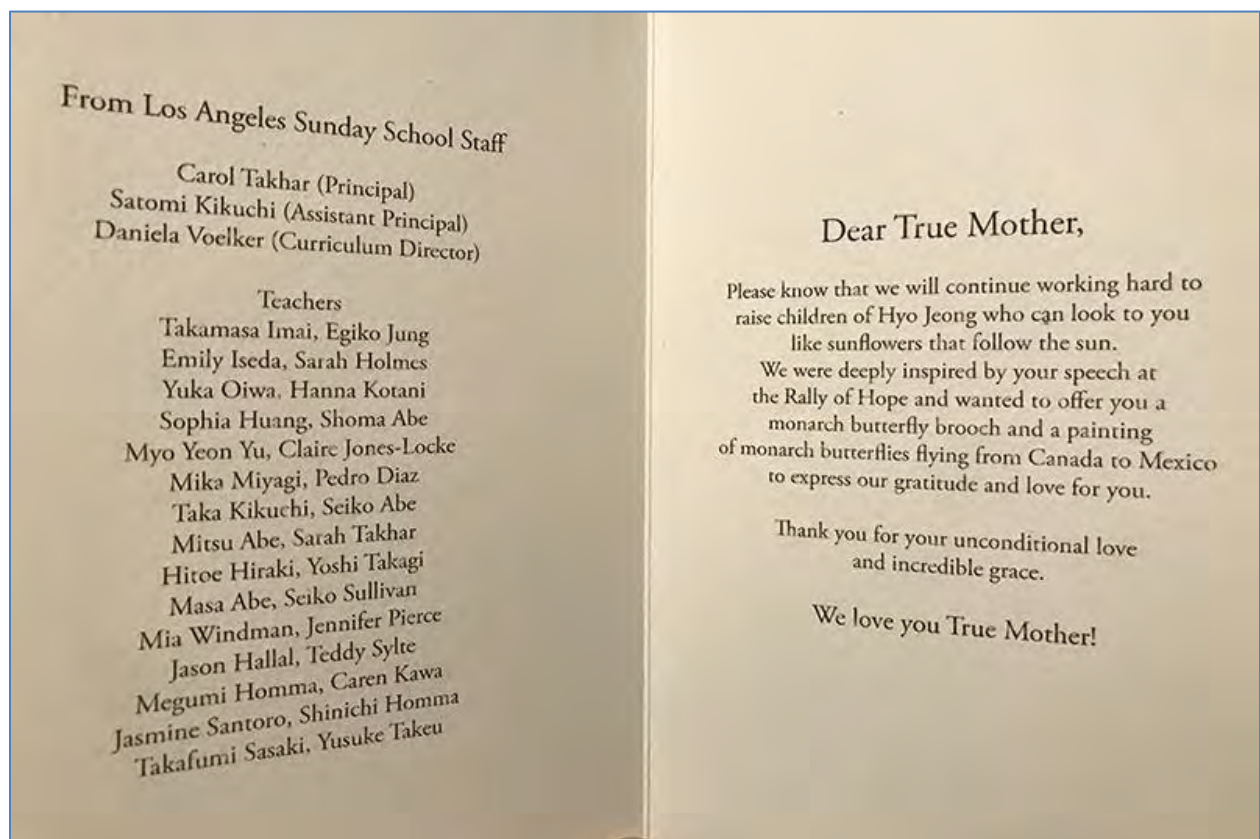 From Los Angeles Sunday School Staff
Carol Takhar (Principal)
Satomi Kikuchi (Assistant Principal)
Daniela Voelker (Curriculum Director)
Teachers
Takamasa Imai, Egiko Jung
Emily Iseda, Sarah Holmes
Yuka Oiwa, Hanna Kotani
Sophia Huang, Shoma Abe
Myo Yeon Yu, Claire Jones-Locke
Mika Miyagi, Pedro Diaz
Taka Kikuchi, Seiko Abe
Mitsu Abe, Sarah Takhar
Hitoe Hiraki, Yoshi Takagi
Masa Abe, Seiko Sullivan
Mia Windman, Jennifer Pierce
Jason Hallal, Teddy Sylte
Megumi Homma, Caren Kawa
Jasmine Santoro, Shinichi Homma
Takafumi Sasaki, Yusuke Takeu
Dear True Mother,
Please know that we will continue working hard to
raise children of Hyo Jeong who can look to you
like sunflowers that follow the sun.
We were deeply inspired by your speech at
the Rally of Hope and wanted to offer you a
monarch butterfly brooch and a painting
of monarch butterflies flying from Canada to Mexico
to express our gratitude and love for you.
Thank you for your unconditional love
and incredible grace.
We love you True Mother!